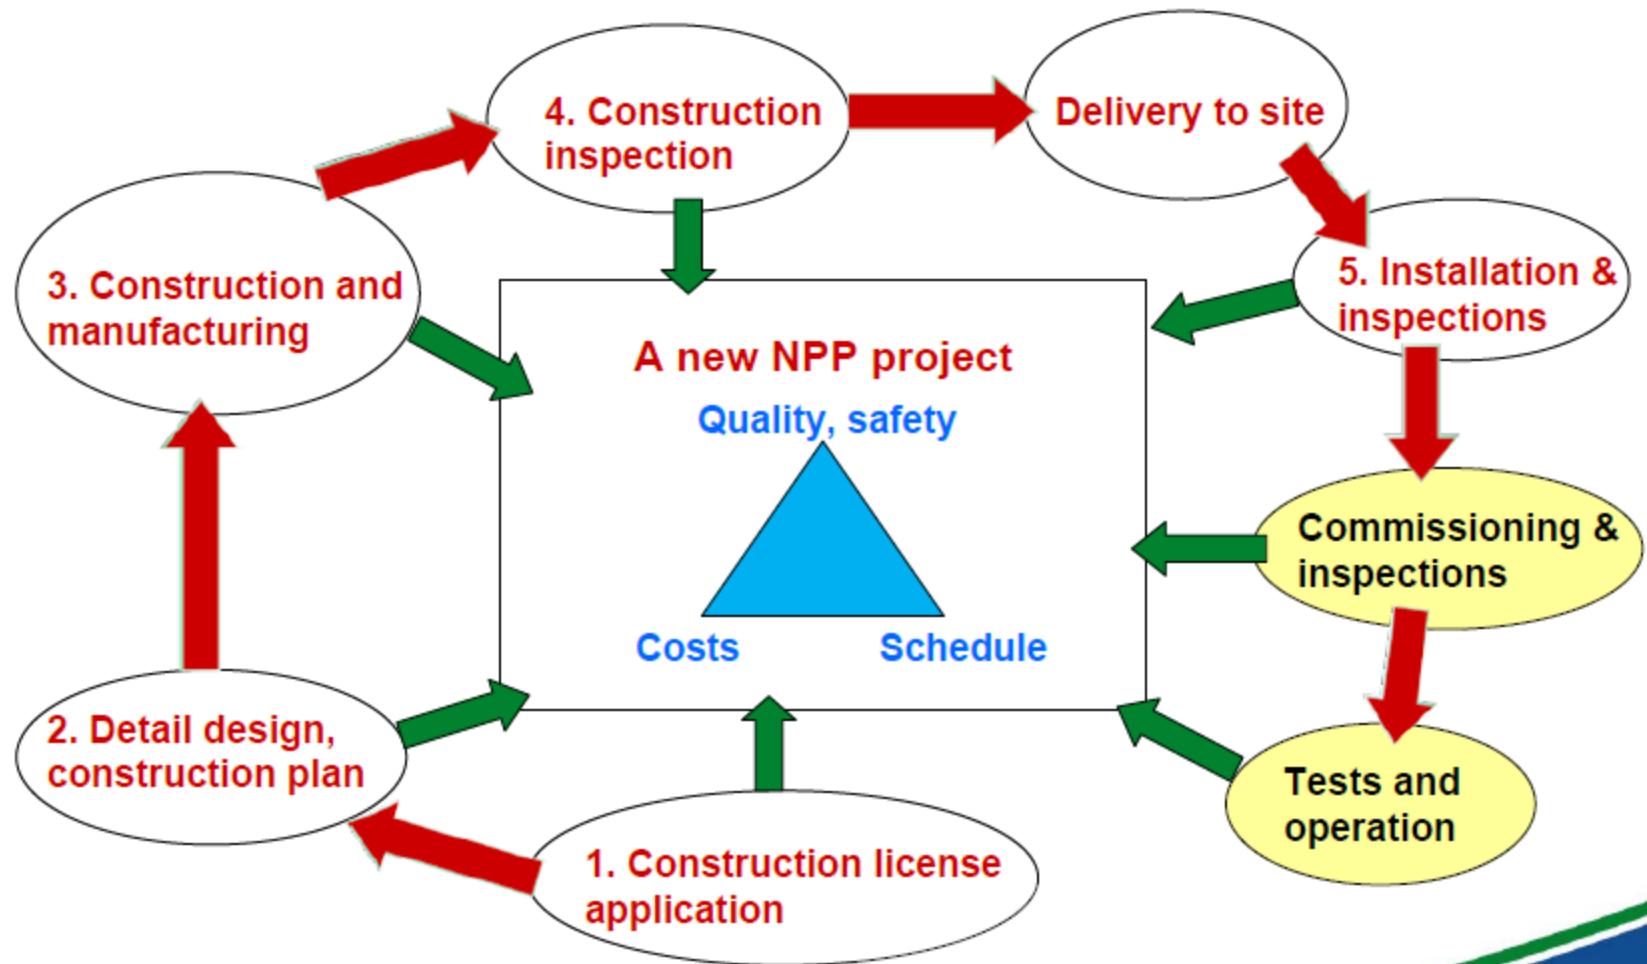 4. Construction
inspection
Delivery to site
3. Construction and
manufacturing
5. Installation &
inspections
A new NPP project
Quality, safety
Costs
Schedule
Commissioning &
inspections
2. Detail design,
construction plan
Tests and
operation
1. Construction license
application